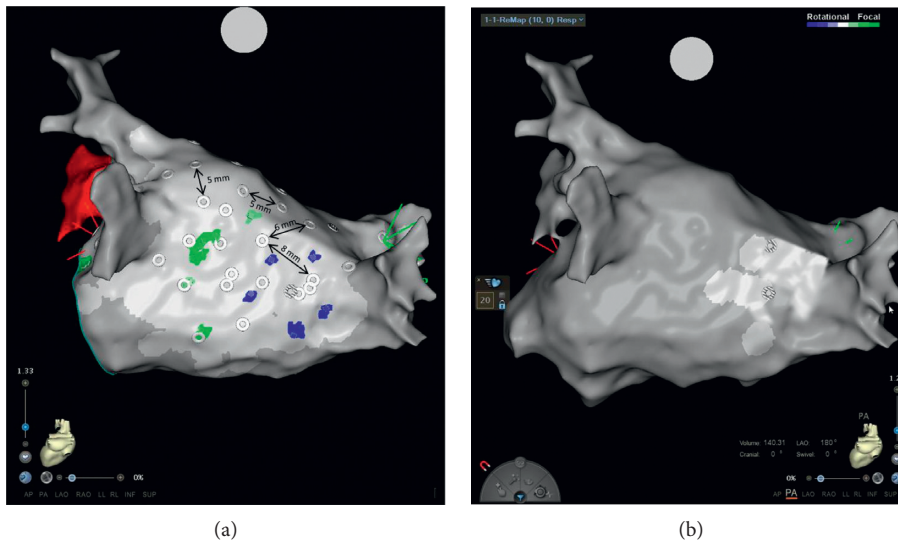 1-1-ReMap (10, 0) Resp
Rotational Focal
5 mm
5 mm
6 mm
8 mm
20
1.33
0%
AP PA LAO RAO LL RL INF SUP
PA
Volume: 140.31 LAO: 180°
Cranial: 0° Swivel: 0°
0%
AP PA LAO RAO LL RL INF SUP
(a)
(b)